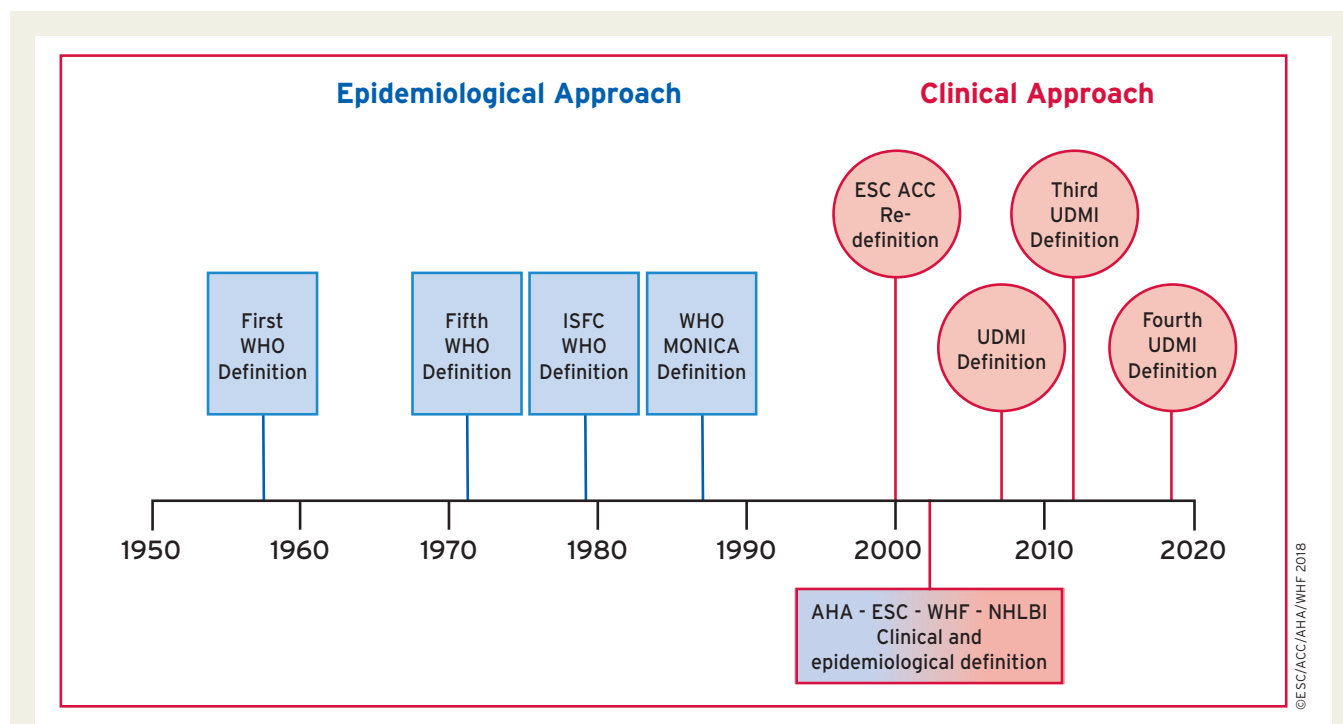 Epidemiological Approach
Clinical Approach
ESC ACC
Re-
definition
Third
UDMI
Definition
First
WHO
Definition
Fifth
WHO
Definition
ISFC
WHO
Definition
WHO
MONICA
Definition
UDMI
Definition
Fourth
UDMI
Definition
1950
1960
1970
1980
1990
2000
2010
2020
AHA - ESC - WHF - NHLBI
Clinical and
epidemiological definition
©ESC/ACC/AHA/WHF 2018